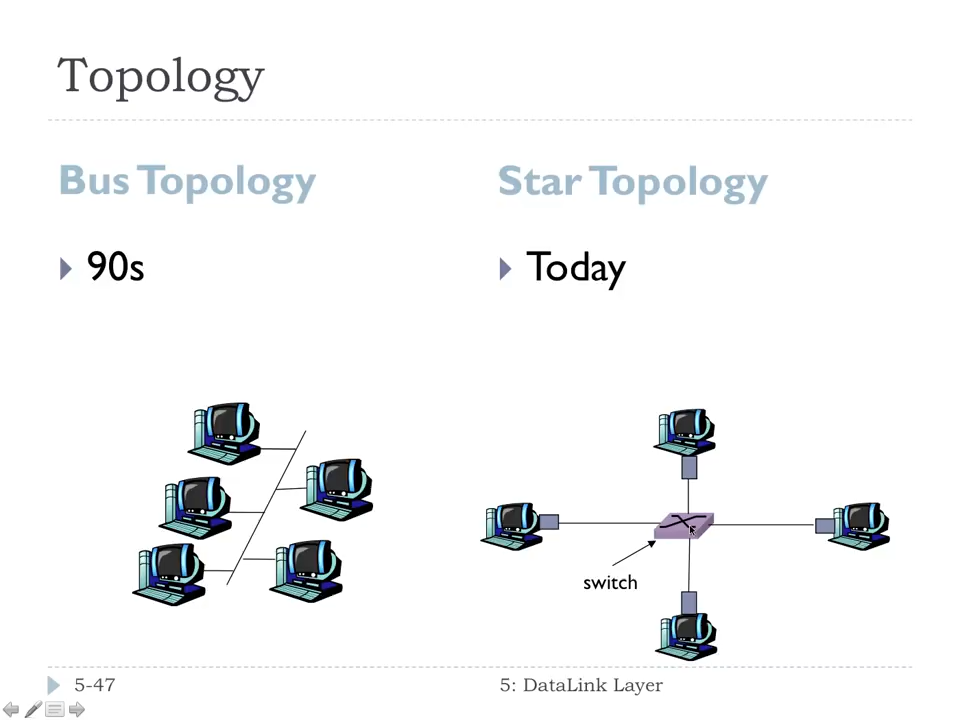 Topology
Bus Topology
90s
Star Topology
Today
switch
5-47
5: DataLink Layer